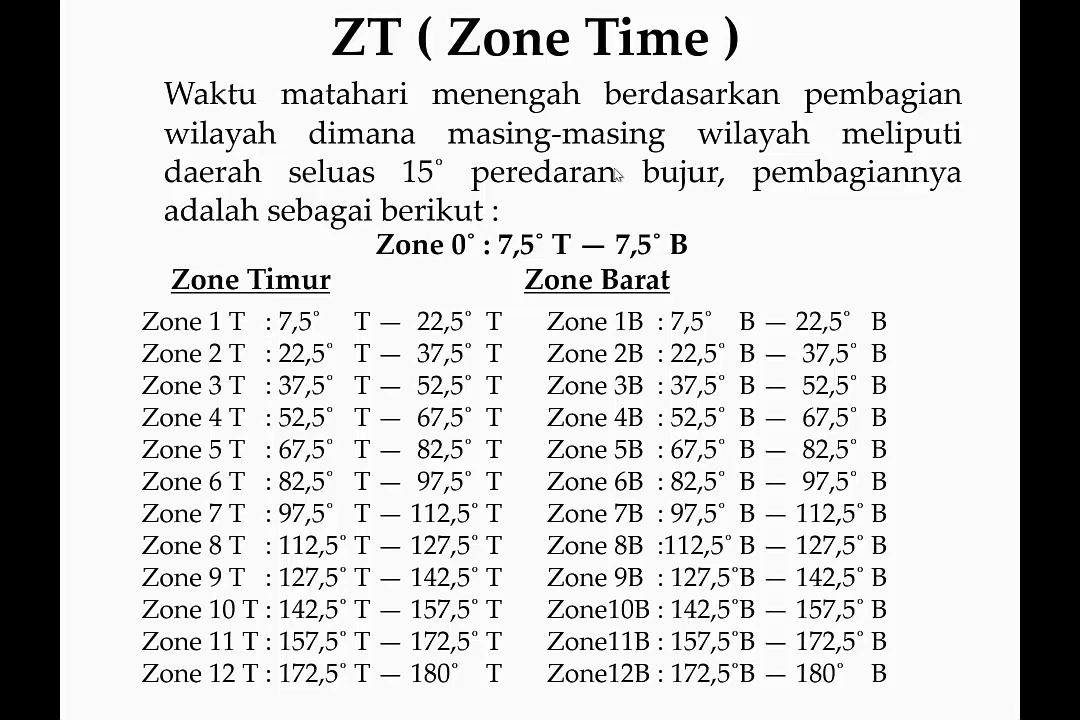 ZT ( Zone Time )
Waktu matahari menengah berdasarkan pembagian
wilayah dimana masing-masing wilayah meliputi
daerah seluas 15° peredaran bujur, pembagiannya
adalah sebagai berikut :
Zone 0° : 7,5° T — 7,5° B
Zone Timur Zone Barat
Zone 1 T : 7,5° T — 22,5° T Zone 1B : 7,5° B — 22,5° B
Zone 2 T : 22,5° T — 37,5° T Zone 2B : 22,5° B — 37,5° B
Zone 3 T : 37,5° T — 52,5° T Zone 3B : 37,5° B — 52,5° B
Zone 4 T : 52,5° T — 67,5° T Zone 4B : 52,5° B — 67,5° B
Zone 5 T : 67,5° T — 82,5° T Zone 5B : 67,5° B — 82,5° B
Zone 6 T : 82,5° T — 97,5° T Zone 6B : 82,5° B — 97,5° B
Zone 7 T : 97,5° T — 112,5° T Zone 7B : 97,5° B — 112,5° B
Zone 8 T : 112,5° T — 127,5° T Zone 8B :112,5° B — 127,5° B
Zone 9 T : 127,5° T — 142,5° T Zone 9B : 127,5°B — 142,5° B
Zone 10 T : 142,5° T — 157,5° T Zone10B : 142,5°B — 157,5° B
Zone 11 T : 157,5° T — 172,5° T Zone11B : 157,5°B — 172,5° B
Zone 12 T : 172,5° T — 180° T Zone12B : 172,5°B — 180° B